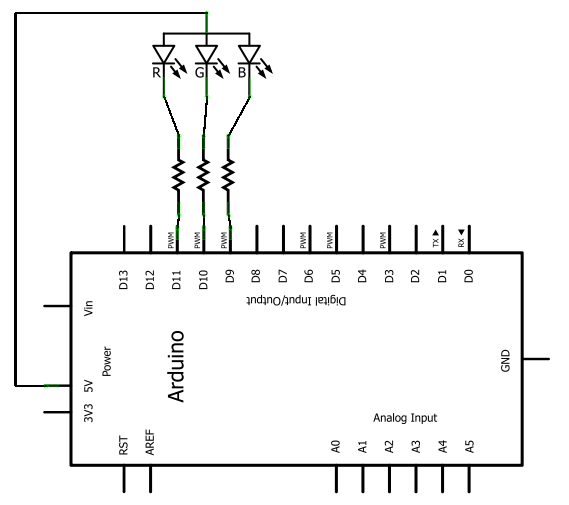 R G B
PWM PWM PWM PWM PWM PWM TX RX
D13 D12 D11 D10 D9 D8 D7 D6 D5 D4 D3 D2 D1 D0
Digital Input/Output
Vin
Power
Arduino
5V
3V3
GND
Analog Input
RST AREF A0 A1 A2 A3 A4 A5